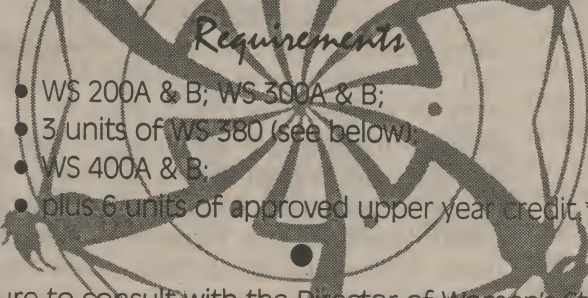 Requirements
• WS 200A & B; WS 300A & B;
• 3 units of WS 380 (see below);
• WS 400A & B;
• plus 6 units of approved upper year credit
to consult with the Director of